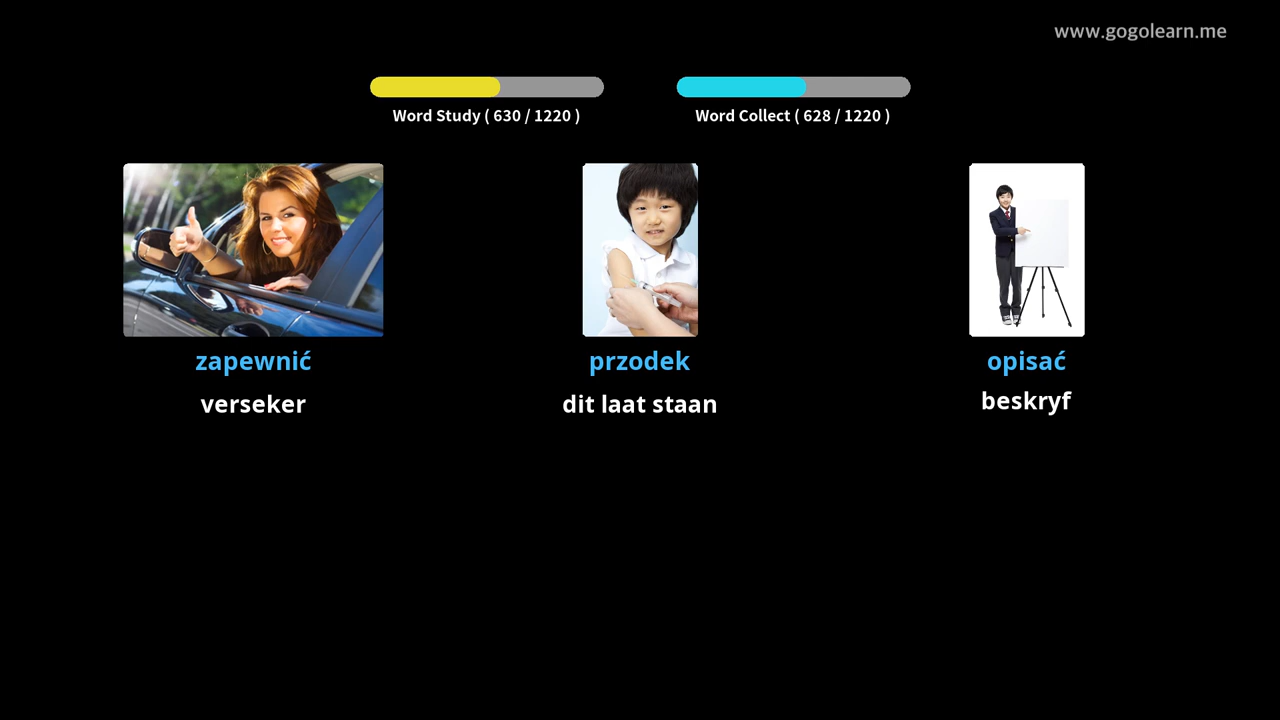 www.gogolearn.me
Word Study ( 630 / 1220 )
Word Collect ( 628 / 1220 )
zapewnić
przodek
opisać
verseker
dit laat staan
beskryf